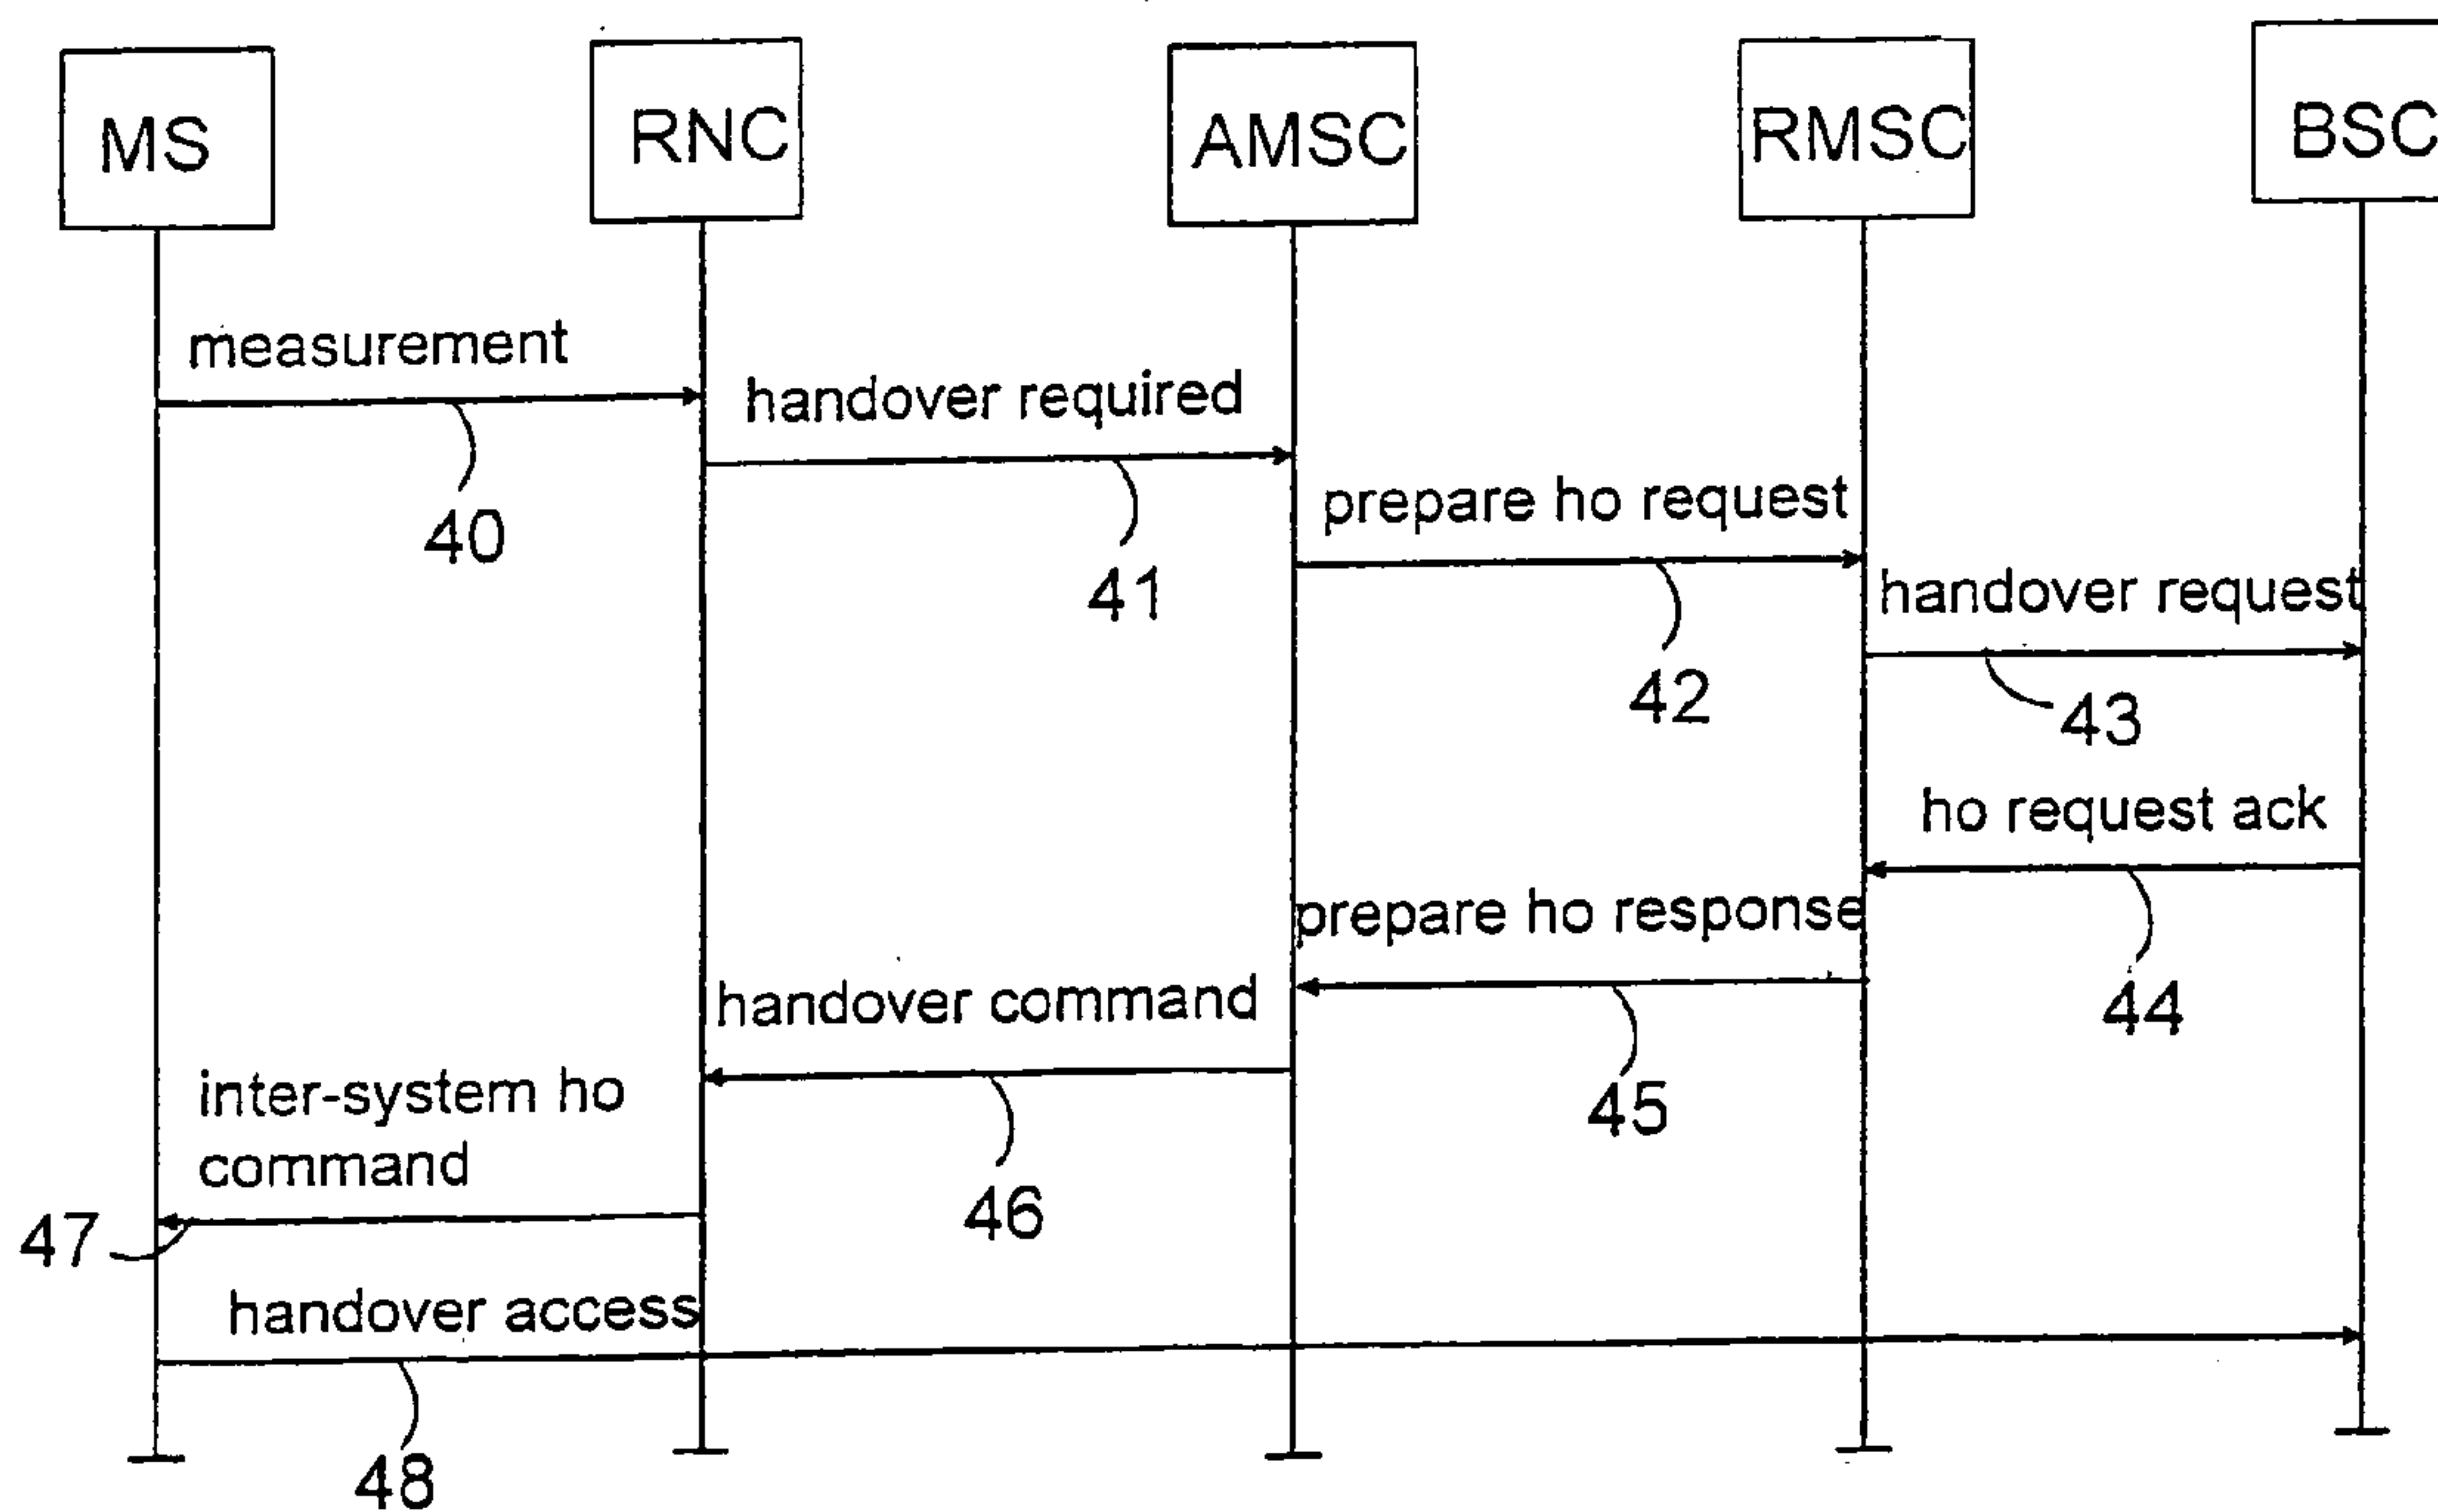 MS
RNC
AMSC
RMSC
BSC
measurement
40
handover required
41
prepare ho request
42
handover request
43
ho request ack
44
prepare ho response
45
handover command
46
inter-system ho
command
47
handover access
48